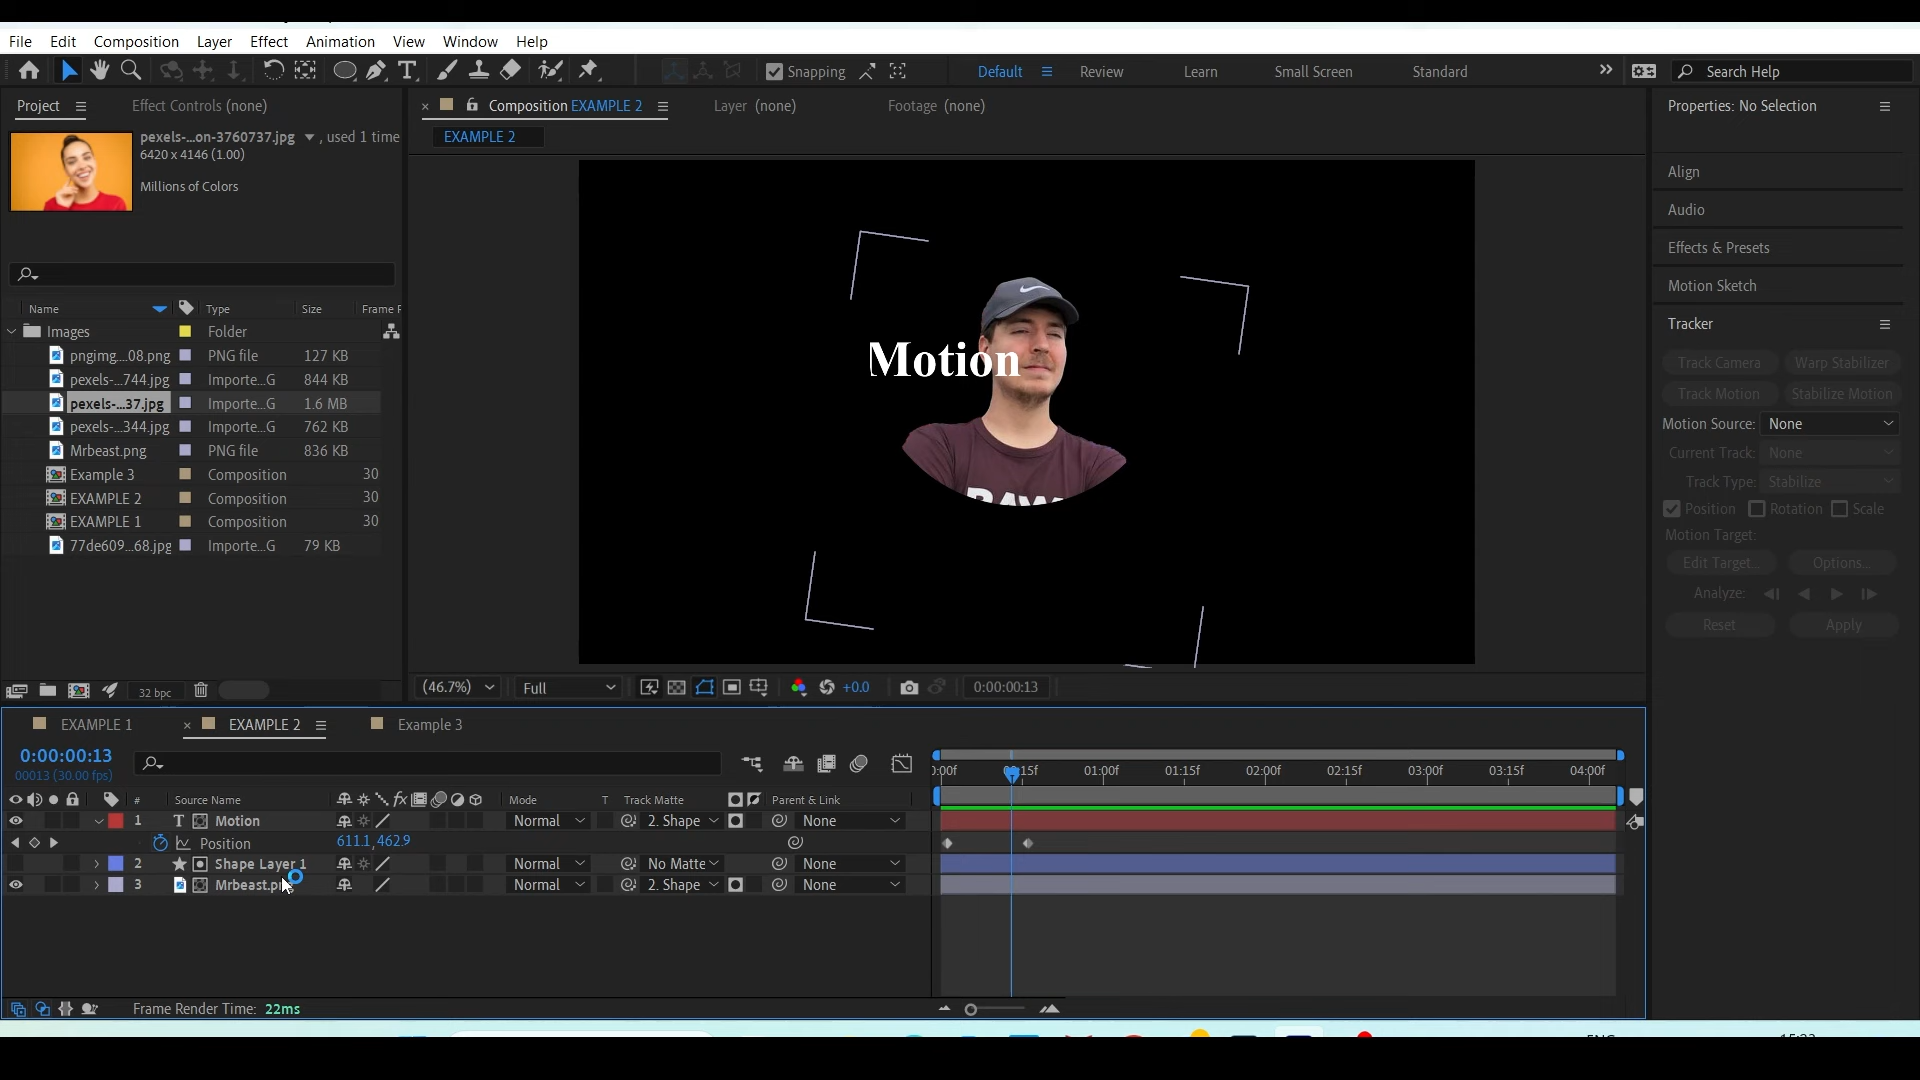 File Edit Composition Layer Effect Animation View Window Help
Snapping Default Review Learn Small Screen Standard Search Help
Project Effect Controls (none)
Composition EXAMPLE 2 Layer (none) Footage (none)
Properties: No Selection
pexels-...on-3760737.jpg , used 1 time
6420 x 4146 (1.00)
Millions of Colors
EXAMPLE 2
Align
Audio
Effects & Presets
Motion Sketch
Tracker
Track Camera Warp Stabilizer
Track Motion Stabilize Motion
Motion Source: None
Current Track: None
Track Type: Stabilize
Position Rotation Scale
Motion Target:
Edit Target... Options...
Analyze:
Reset Apply
Name Type Size Frame R
Images Folder
pngimg....08.png PNG file 127 KB
pexels-...744.jpg Importe...G 844 KB
pexels-...37.jpg Importe...G 1.6 MB
pexels-...344.jpg Importe...G 762 KB
Mrbeast.png PNG file 836 KB
Example 3 Composition 30
EXAMPLE 2 Composition 30
EXAMPLE 1 Composition 30
77de609...68.jpg Importe...G 79 KB
Motion
32 bpc
(46.7%) Full +0.0 0:00:00:13
EXAMPLE 1 EXAMPLE 2 Example 3
0:00:00:13
00013 (30.00 fps)
01:00f 01:15f 02:00f 02:15f 03:00f 03:15f 04:00f
# Source Name Mode T Track Matte Parent & Link
1 T Motion Normal 2. Shape None
Position 611.1, 462.9
2 Shape Layer 1 Normal No Matte None
3 Mrbeast.pn Normal 2. Shape None
Frame Render Time: 22ms